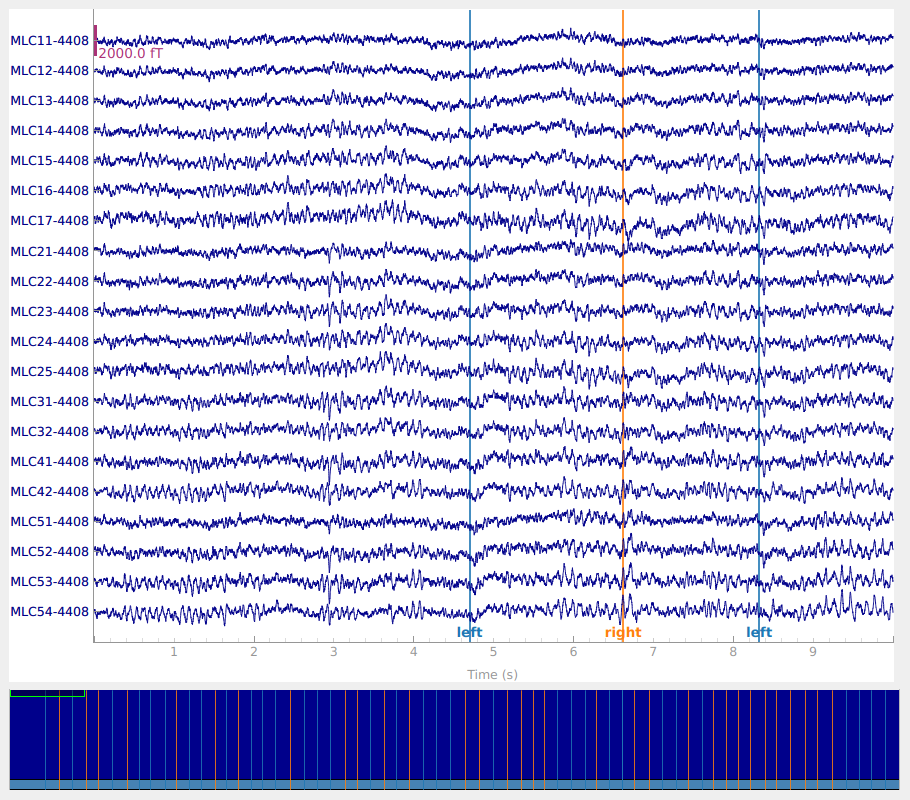 MLC11-4408
2000.0 fT
MLC12-4408
MLC13-4408
MLC14-4408
MLC15-4408
MLC16-4408
MLC17-4408
MLC21-4408
MLC22-4408
MLC23-4408
MLC24-4408
MLC25-4408
MLC31-4408
MLC32-4408
MLC41-4408
MLC42-4408
MLC51-4408
MLC52-4408
MLC53-4408
MLC54-4408
left right left
1 2 3 4 5 6 7 8 9
Time (s)